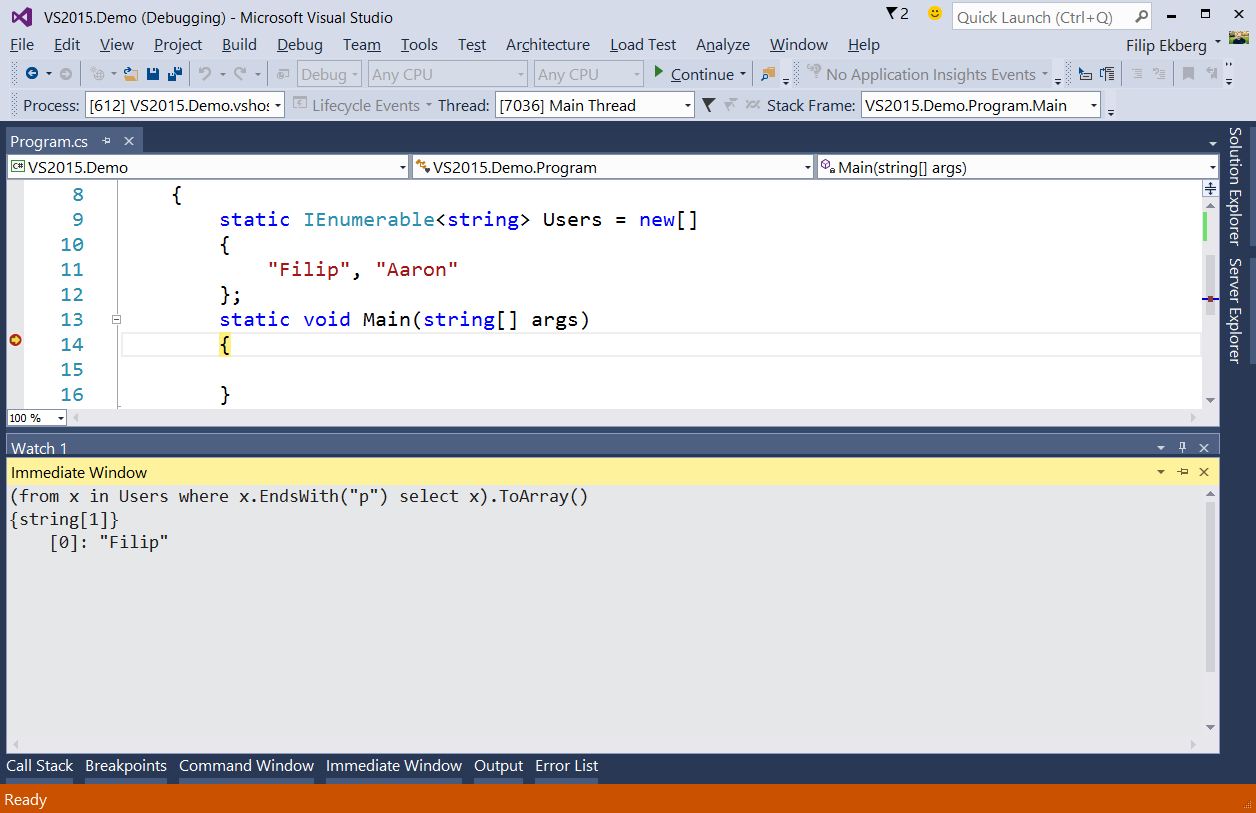 VS2015.Demo (Debugging) - Microsoft Visual Studio
2
Quick Launch (Ctrl+Q)
File Edit View Project Build Debug Team Tools Test Architecture Load Test Analyze Window Help
Filip Ekberg
Debug Any CPU Any CPU Continue No Application Insights Events
Process: [612] VS2015.Demo.vshos Lifecycle Events Thread: [7036] Main Thread Stack Frame: VS2015.Demo.Program.Main
Program.cs
C# VS2015.Demo VS2015.Demo.Program Main(string[] args)
8 {
9 static IEnumerable<string> Users = new[]
10 {
11 "Filip", "Aaron"
12 };
13 static void Main(string[] args)
14 {
15
16 }
100 %
Solution Explorer
Server Explorer
Watch 1
Immediate Window
(from x in Users where x.EndsWith("p") select x).ToArray()
{string[1]}
[0]: "Filip"
Call Stack Breakpoints Command Window Immediate Window Output Error List
Ready